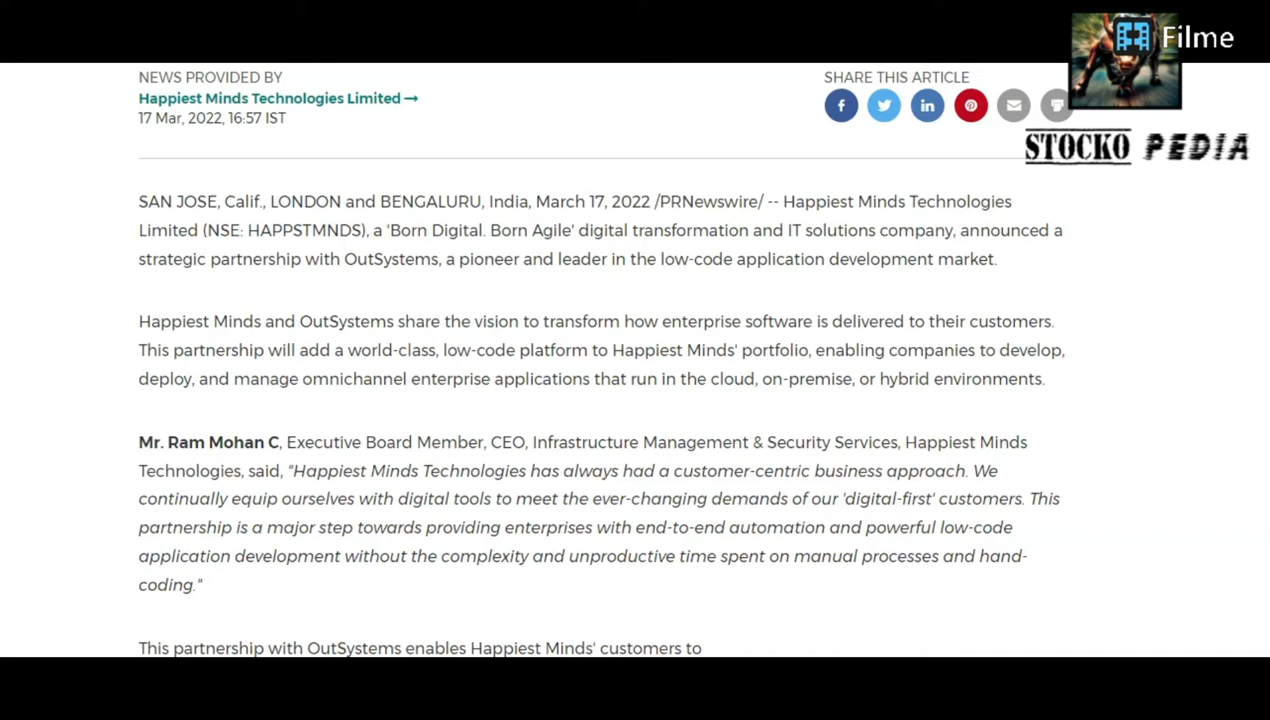 Filme
NEWS PROVIDED BY
SHARE THIS ARTICLE
Happiest Minds Technologies Limited →
17 Mar, 2022, 16:57 IST
STOCKO PEDIA
SAN JOSE, Calif., LONDON and BENGALURU, India, March 17, 2022 /PRNewswire/ -- Happiest Minds Technologies
Limited (NSE: HAPPSTMNDS), a 'Born Digital. Born Agile' digital transformation and IT solutions company, announced a
strategic partnership with OutSystems, a pioneer and leader in the low-code application development market.
Happiest Minds and OutSystems share the vision to transform how enterprise software is delivered to their customers.
This partnership will add a world-class, low-code platform to Happiest Minds' portfolio, enabling companies to develop,
deploy, and manage omnichannel enterprise applications that run in the cloud, on-premise, or hybrid environments.
Mr. Ram Mohan C, Executive Board Member, CEO, Infrastructure Management & Security Services, Happiest Minds
Technologies, said, "Happiest Minds Technologies has always had a customer-centric business approach. We
continually equip ourselves with digital tools to meet the ever-changing demands of our 'digital-first' customers. This
partnership is a major step towards providing enterprises with end-to-end automation and powerful low-code
application development without the complexity and unproductive time spent on manual processes and hand-
coding."
This partnership with OutSystems enables Happiest Minds' customers to